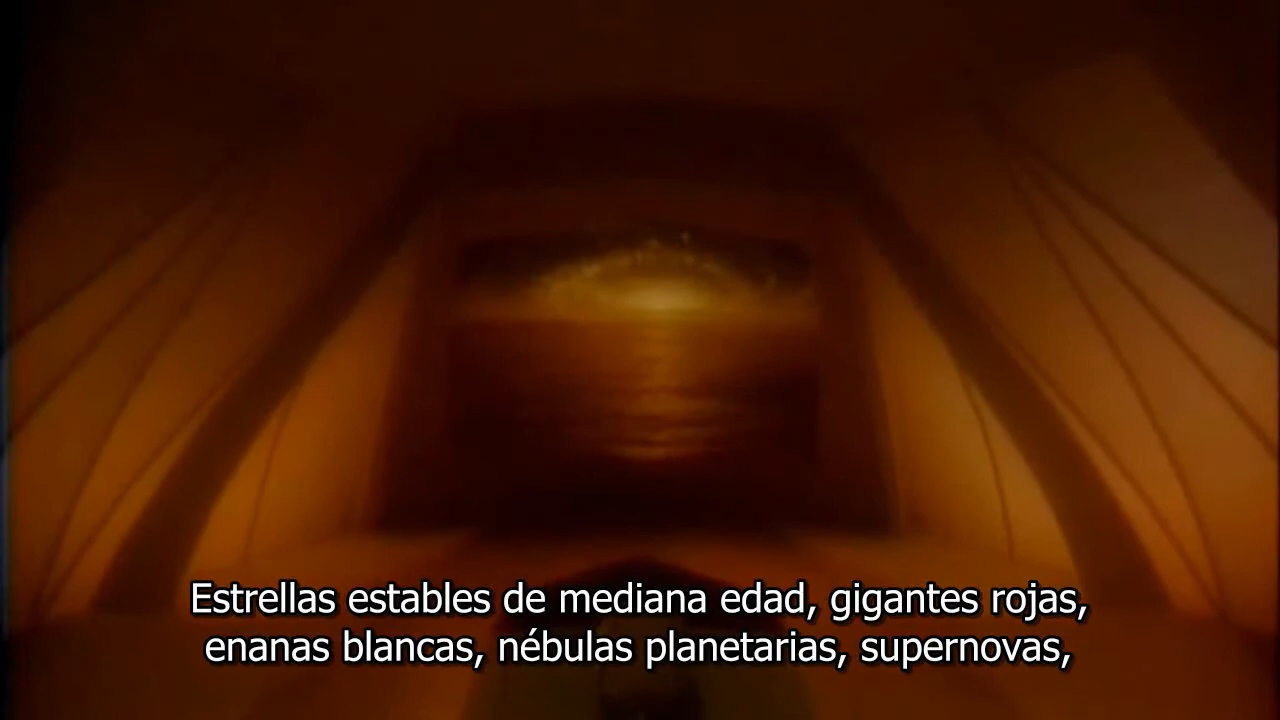 Estrellas estables de mediana edad, gigantes rojas,
enanas blancas, nébulas planetarias, supernovas,